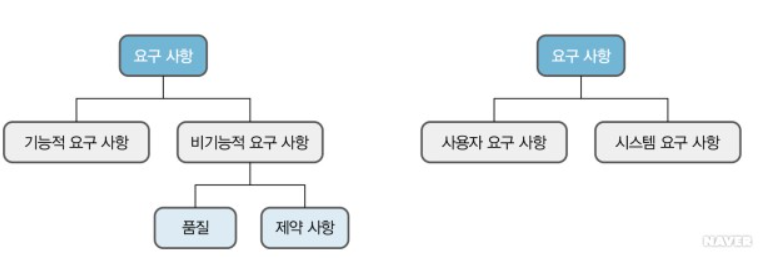 요구 사항
기능적 요구 사항
비기능적 요구 사항
품질
제약 사항
요구 사항
사용자 요구 사항
시스템 요구 사항
NAVER